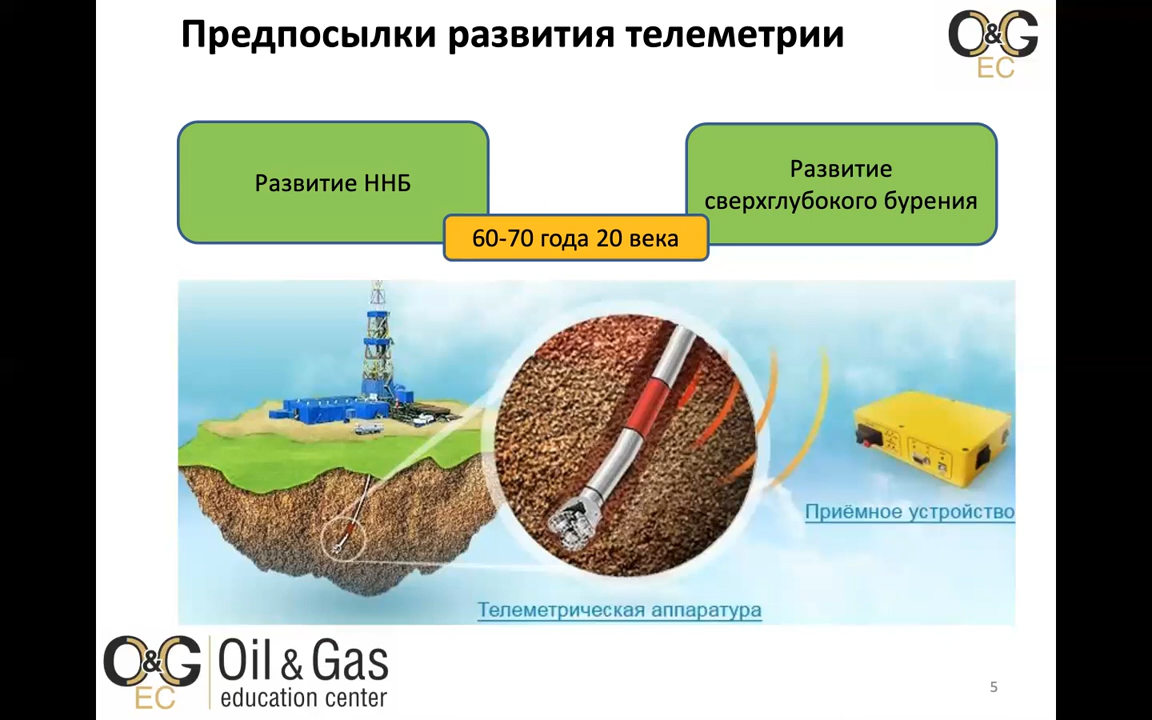 Предпосылки развития телеметрии
O&G
EC
Развитие ННБ
Развитие
сверхглубокого бурения
60-70 года 20 века
Приёмное устройство
Телеметрическая аппаратура
O&G
EC
Oil & Gas
education center
5